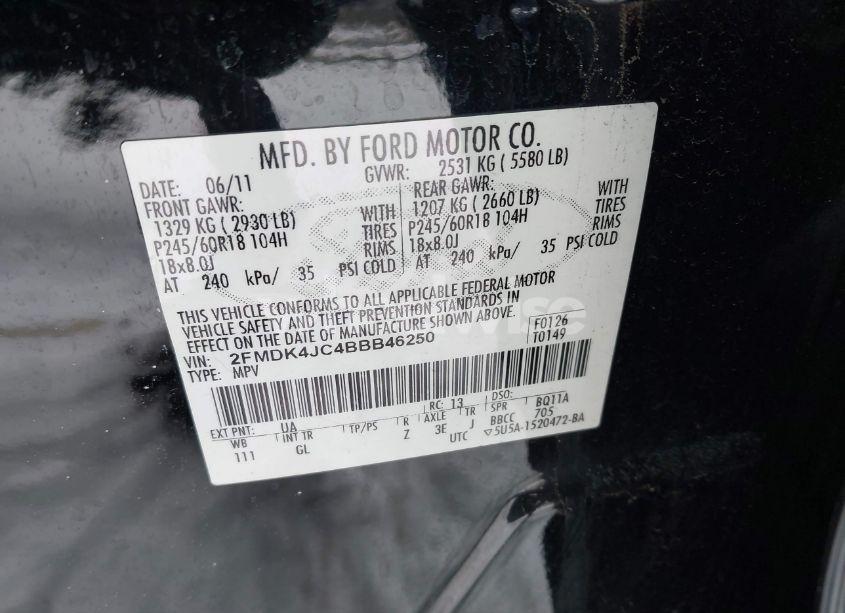 MFD. BY FORD MOTOR CO.
DATE: 06/11 GVWR: 2531 KG ( 5580 LB)
FRONT GAWR: REAR GAWR:
1329 KG ( 2930 LB) WITH 1207 KG ( 2660 LB) WITH
P245/60R18 104H TIRES P245/60R18 104H TIRES
18x8.0J RIMS 18x8.0J RIMS
AT 240 kPa/ 35 PSI COLD AT 240 kPa/ 35 PSI COLD
THIS VEHICLE CONFORMS TO ALL APPLICABLE FEDERAL MOTOR
VEHICLE SAFETY AND THEFT PREVENTION STANDARDS IN
EFFECT ON THE DATE OF MANUFACTURE SHOWN ABOVE.
VIN: 2FMDK4JC4BBB46250 F0126
TYPE: MPV T0149
EXT PNT: UA RC: 13 DSO:
WB INT TR TP/PS R AXLE TR SPR BQ11A
111 GL Z 3E J BBCC 705
UTC ▽5U5A-1520472-BA